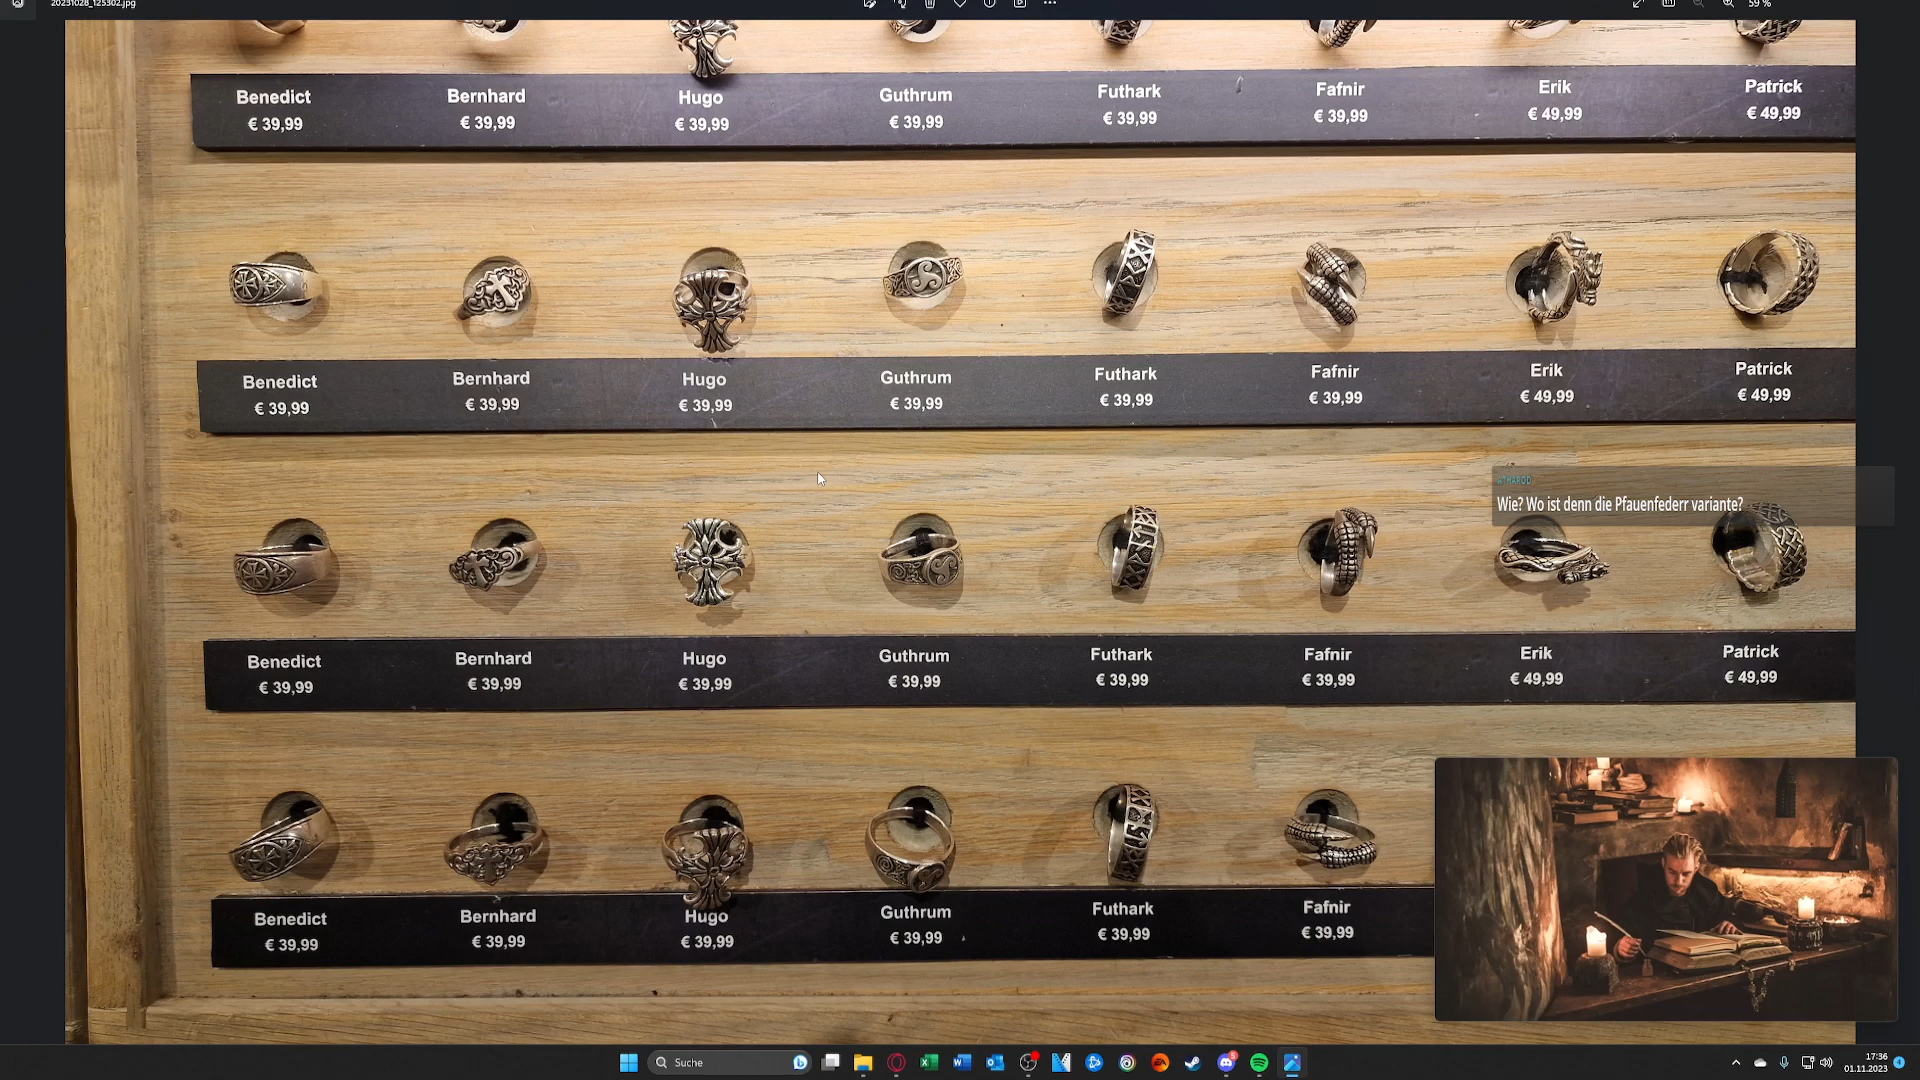 20231028_125302.jpg
59 %
Benedict Bernhard Hugo Guthrum Futhark Fafnir Erik Patrick
€ 39,99 € 39,99 € 39,99 € 39,99 € 39,99 € 39,99 € 49,99 € 49,99
Benedict Bernhard Hugo Guthrum Futhark Fafnir Erik Patrick
€ 39,99 € 39,99 € 39,99 € 39,99 € 39,99 € 39,99 € 49,99 € 49,99
ATHAROD
Wie? Wo ist denn die Pfauenfederr variante?
Benedict Bernhard Hugo Guthrum Futhark Fafnir Erik Patrick
€ 39,99 € 39,99 € 39,99 € 39,99 € 39,99 € 39,99 € 49,99 € 49,99
Benedict Bernhard Hugo Guthrum Futhark Fafnir
€ 39,99 € 39,99 € 39,99 € 39,99 € 39,99 € 39,99
Suche
17:36
01.11.2023